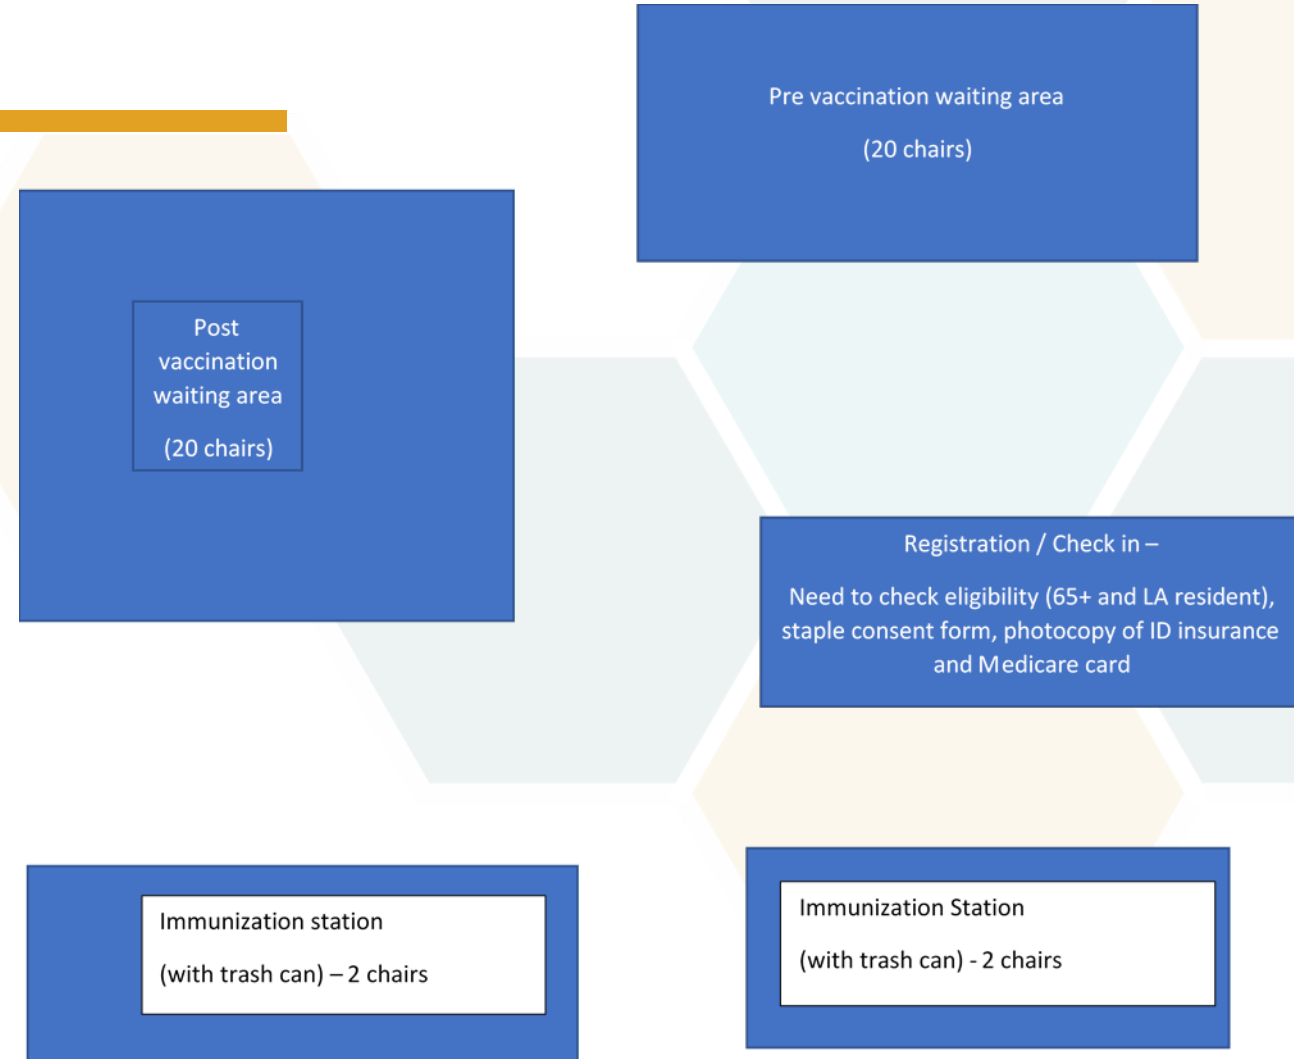 Pre vaccination waiting area
(20 chairs)
Post
vaccination
waiting area
(20 chairs)
Registration / Check in –
Need to check eligibility (65+ and LA resident),
staple consent form, photocopy of ID insurance
and Medicare card
Immunization station
(with trash can) – 2 chairs
Immunization Station
(with trash can) - 2 chairs